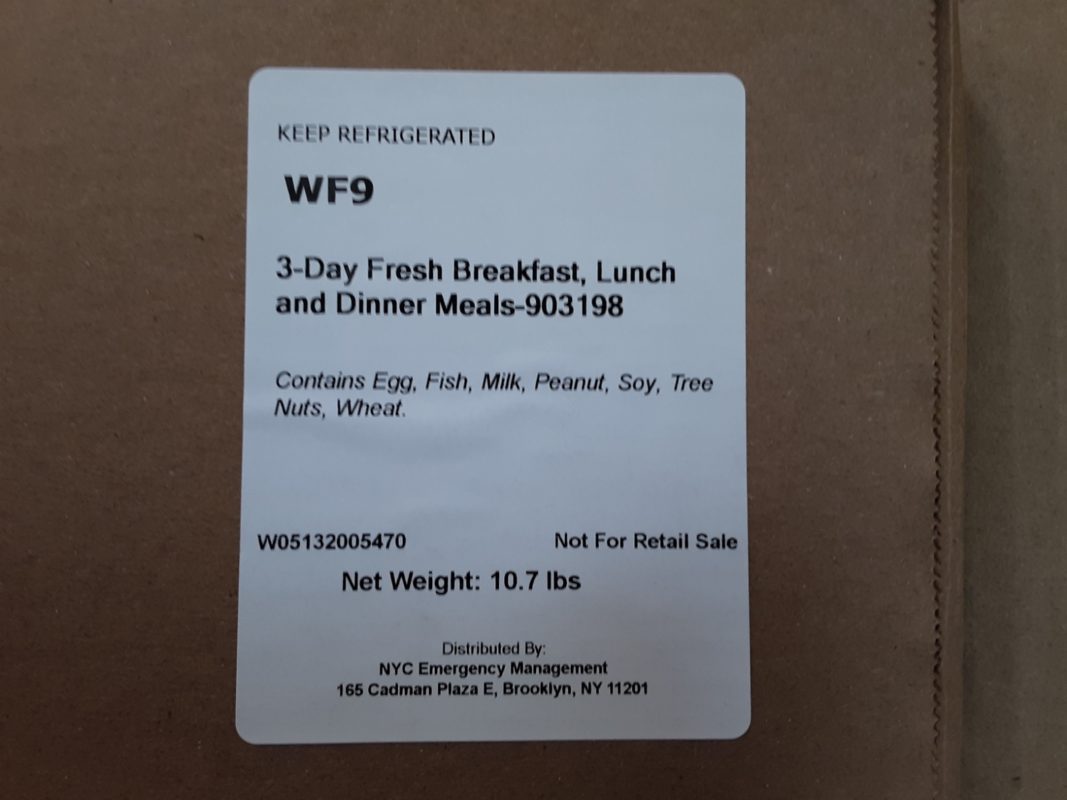 KEEP REFRIGERATED
WF9
3-Day Fresh Breakfast, Lunch
and Dinner Meals-903198
Contains Egg, Fish, Milk, Peanut, Soy, Tree
Nuts, Wheat.
W05132005470 Not For Retail Sale
Net Weight: 10.7 lbs
Distributed By:
NYC Emergency Management
165 Cadman Plaza E, Brooklyn, NY 11201